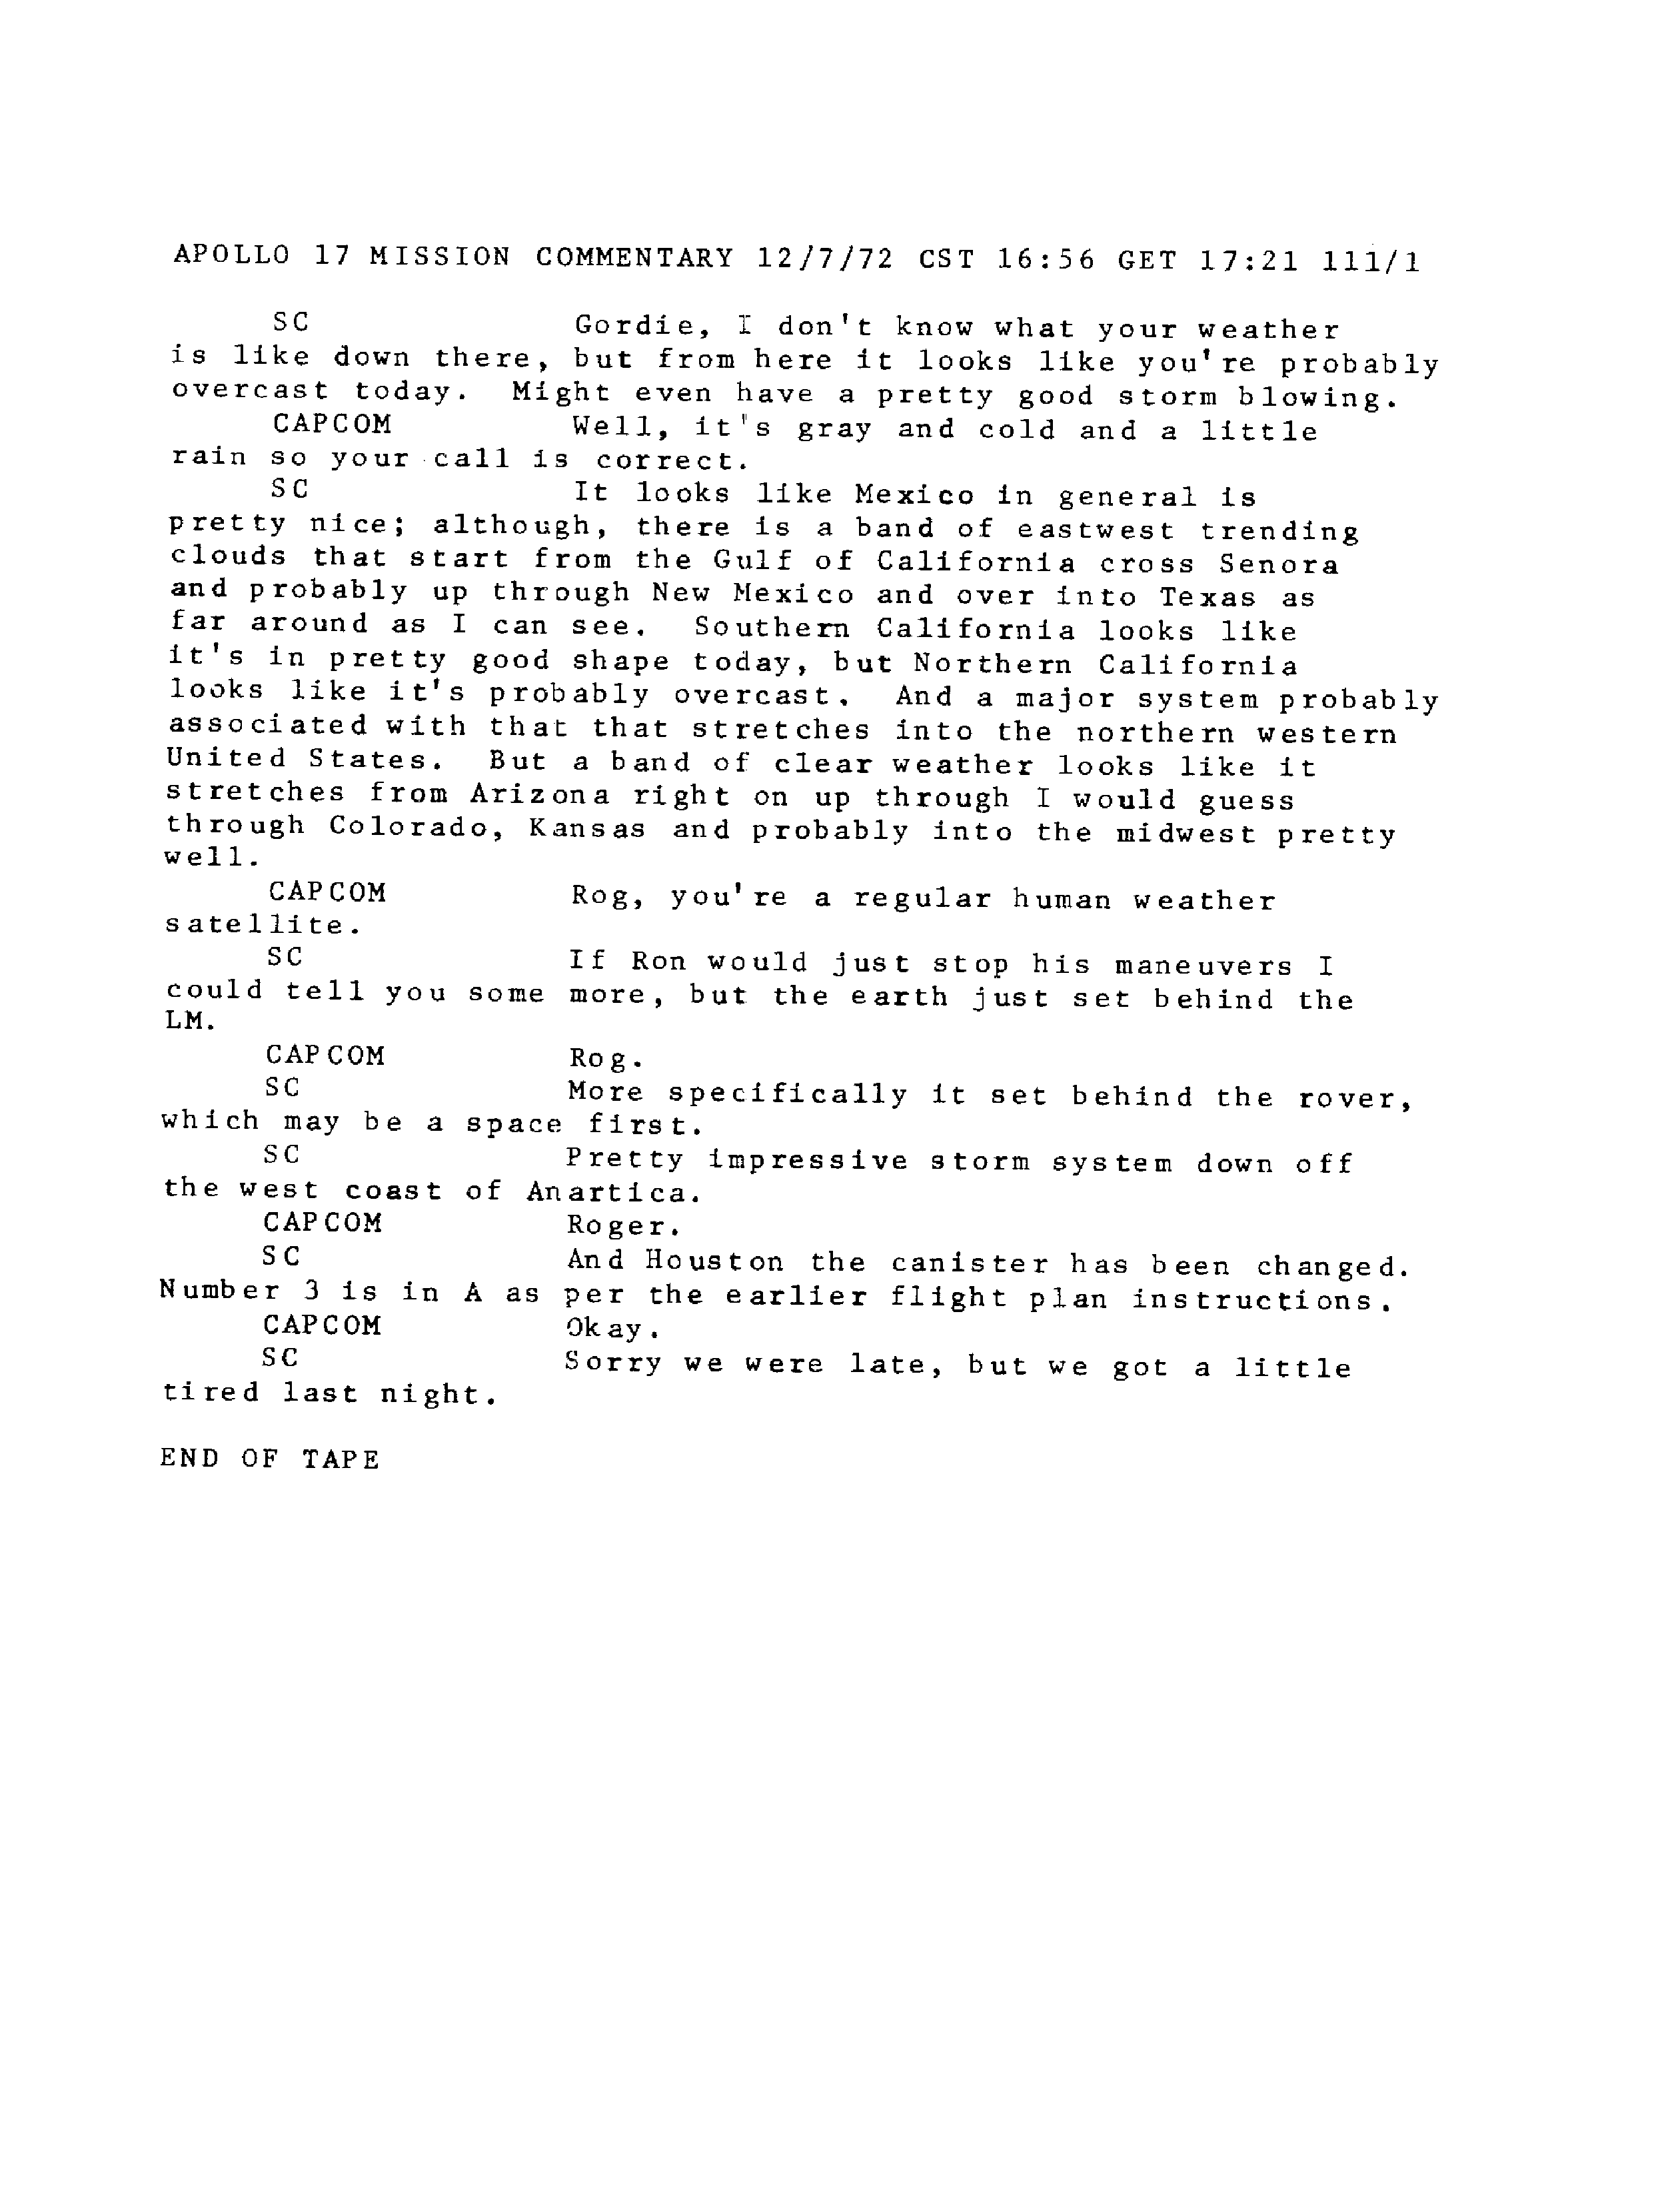 APOLLO 17 MISSION COMMENTARY 12/7/72 CST 16:56 GET 17:21 111/1
SC Gordie, I don't know what your weather
is like down there, but from here it looks like you're probably
overcast today. Might even have a pretty good storm blowing.
CAPCOM Well, it's gray and cold and a little
rain so your call is correct.
SC It looks like Mexico in general is
pretty nice; although, there is a band of eastwest trending
clouds that start from the Gulf of California cross Senora
and probably up through New Mexico and over into Texas as
far around as I can see. Southern California looks like
it's in pretty good shape today, but Northern California
looks like it's probably overcast. And a major system probably
associated with that that stretches into the northern western
United States. But a band of clear weather looks like it
stretches from Arizona right on up through I would guess
through Colorado, Kansas and probably into the midwest pretty
well.
CAPCOM Rog, you're a regular human weather
satellite.
SC If Ron would just stop his maneuvers I
could tell you some more, but the earth just set behind the
LM.
CAPCOM Rog.
SC More specifically it set behind the rover,
which may be a space first.
SC Pretty impressive storm system down off
the west coast of Anartica.
CAPCOM Roger.
SC And Houston the canister has been changed.
Number 3 is in A as per the earlier flight plan instructions.
CAPCOM Okay.
SC Sorry we were late, but we got a little
tired last night.
END OF TAPE